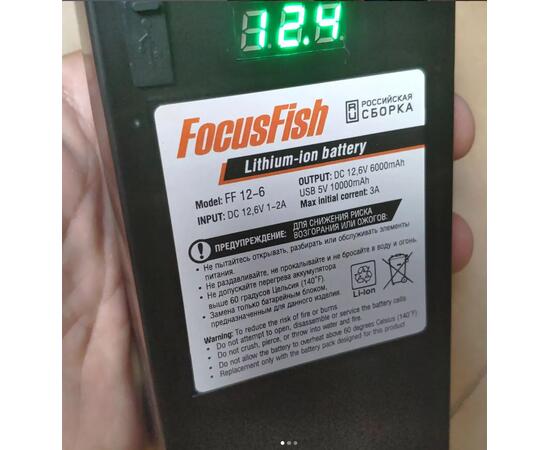 12.4
FocusFish
РОССИЙСКАЯ
СБОРКА
Lithium-ion battery
Model: FF 12-6
INPUT: DC 12,6V 1-2A
OUTPUT: DC 12,6V 6000mAh
USB 5V 10000mAh
Max initial current: 3A
ПРЕДУПРЕЖДЕНИЕ: ДЛЯ СНИЖЕНИЯ РИСКА
ВОЗГОРАНИЯ ИЛИ ОЖОГОВ:
• Не пытайтесь открывать, разбирать или обслуживать элементы
питания.
• Не раздавливайте, не прокалывайте и не бросайте в воду и огонь.
• Не допускайте перегрева аккумулятора
выше 60 градусов Цельсия (140°F).
• Замена только батарейным блоком,
предназначенным для данного изделия.
Li-ion
Warning: To reduce the risk of fire or burns.
• Do not attempt to open, disassemble or service the battery cells
• Do not crush, pierce, or throw into water and fire.
• Do not allow the battery to overheat above 60 degrees Celsius (140°F)
• Replacement only with the battery pack designed for this product